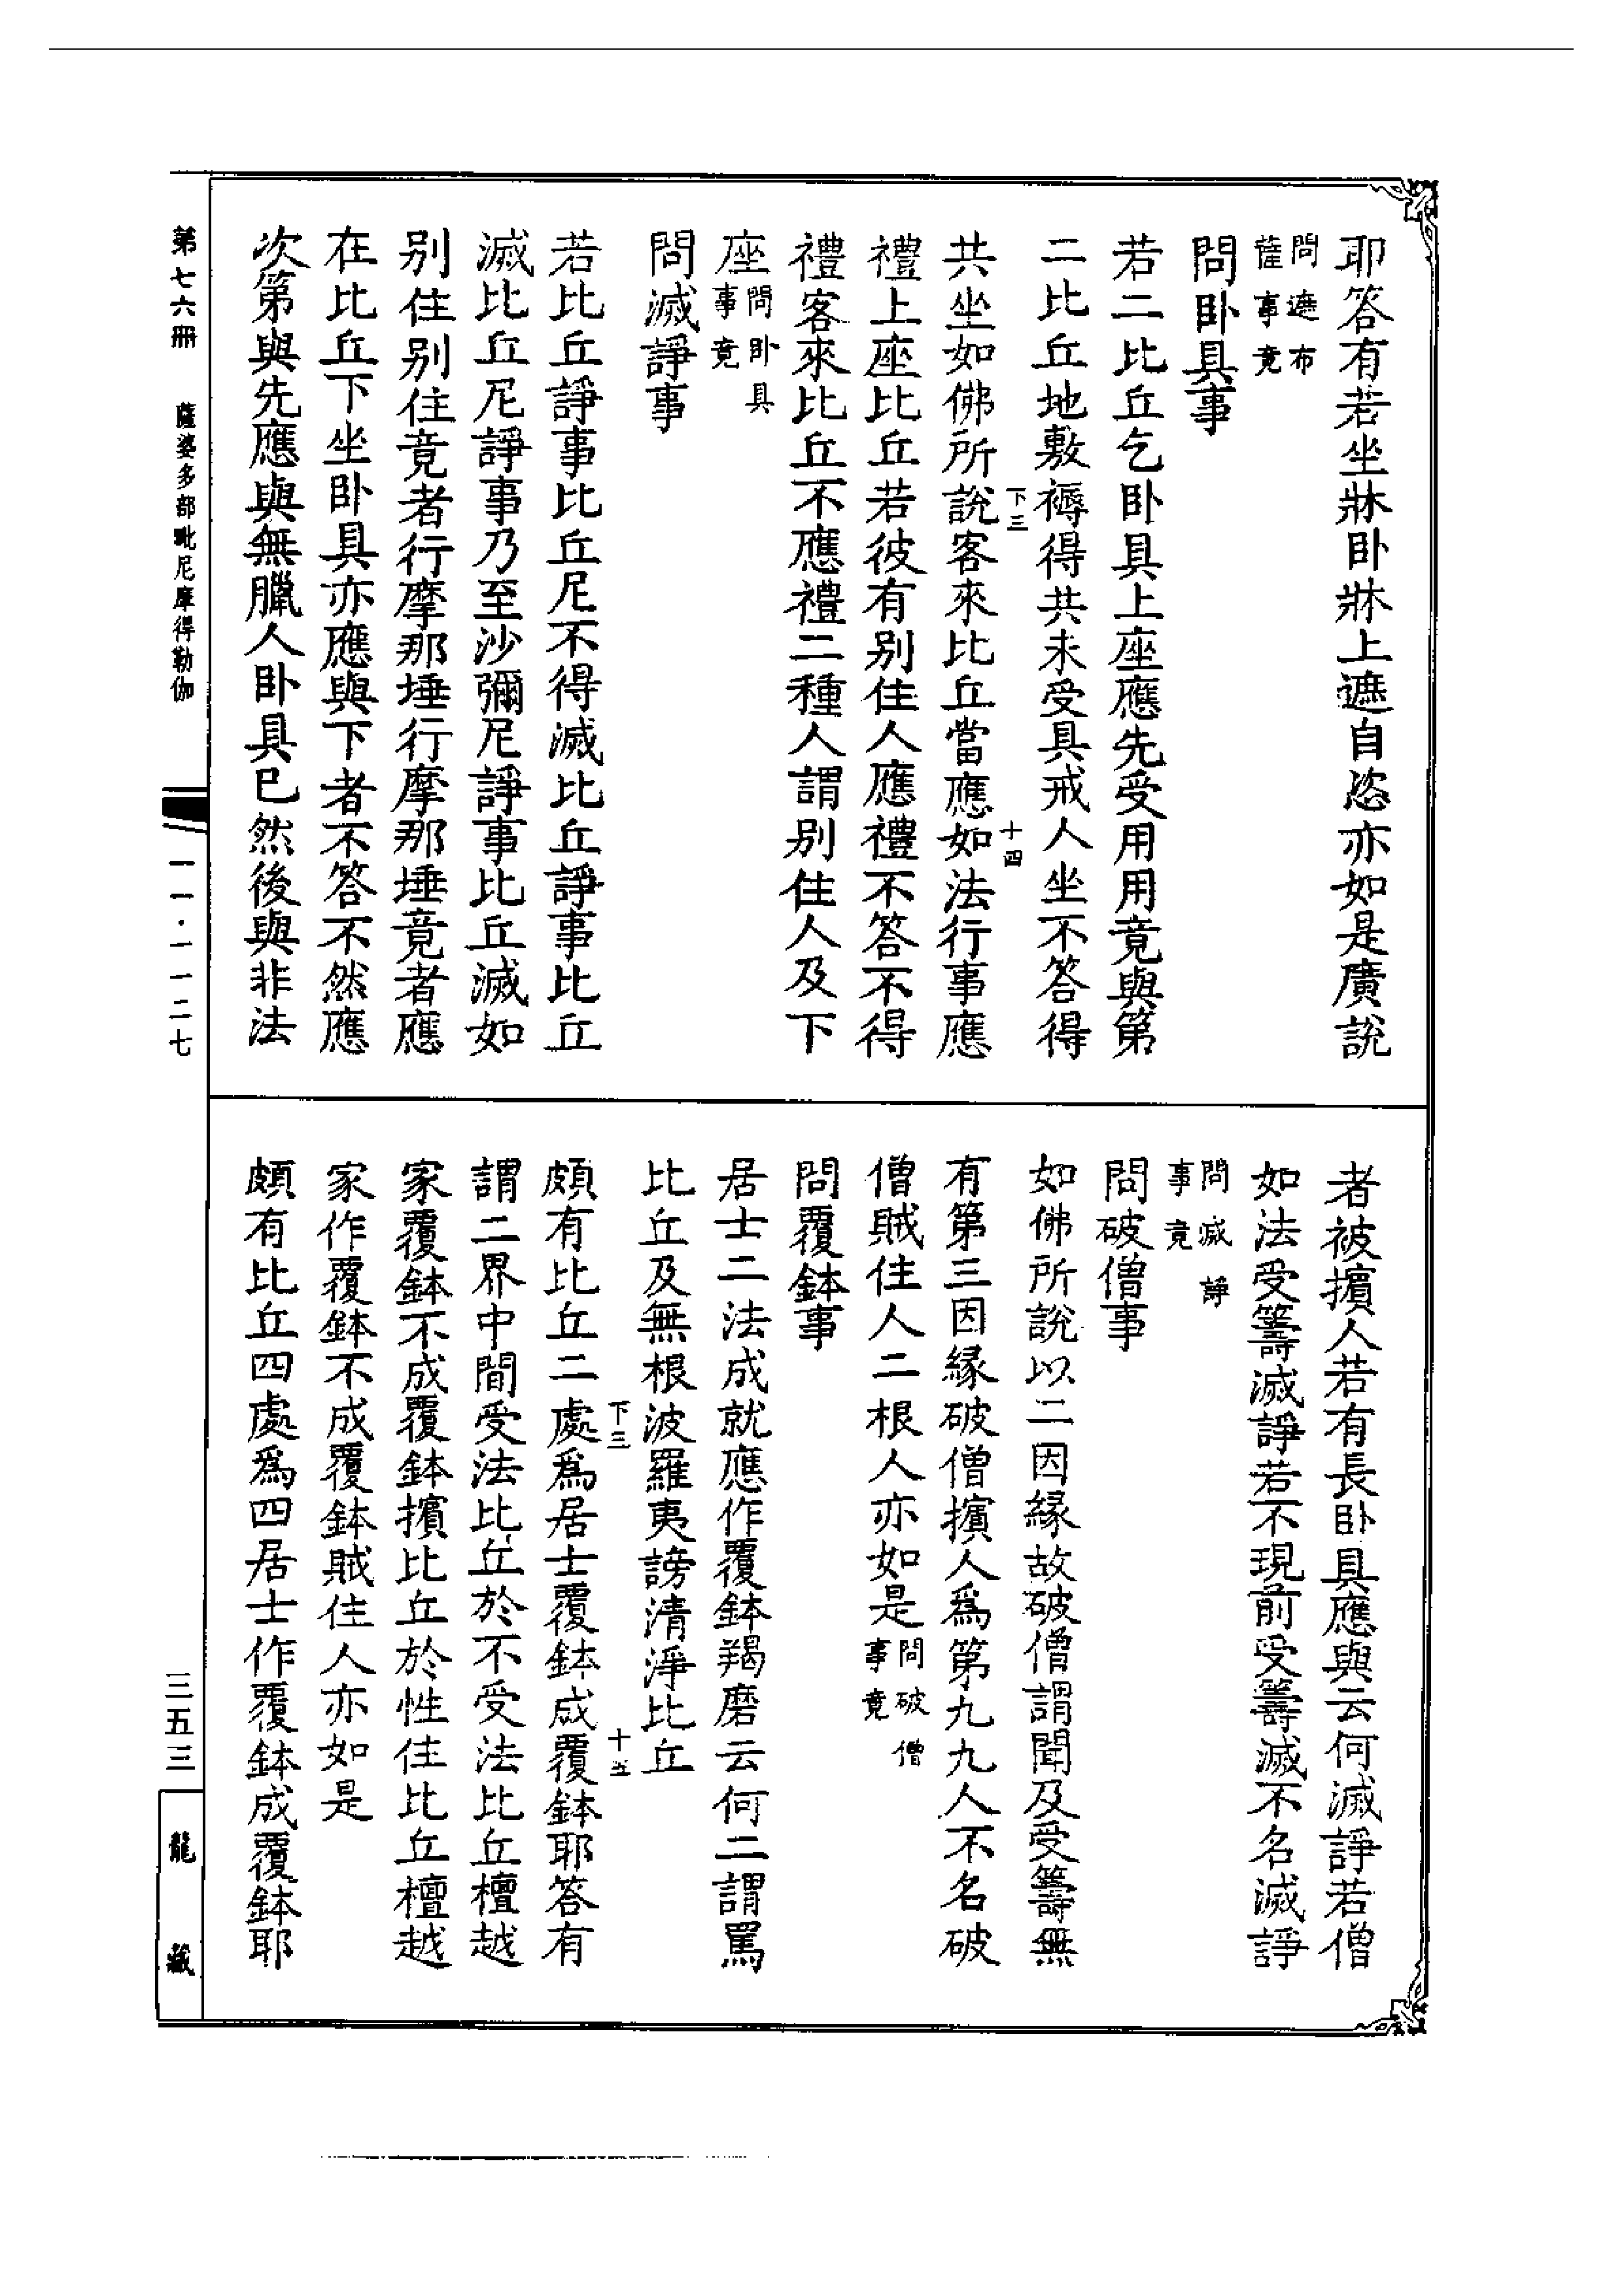 耶答有若坐牀卧牀上遮自恣亦如是廣說
問遮布
薩事竟
問卧具事
若二比丘乞卧具上座應先受用用竟與第
二比丘地敷褥得共未受具戒人坐不答得
下三
十四
共坐如佛所說客來比丘當應如法行事應
禮上座比丘若彼有別住人應禮不答不得
禮客來比丘不應禮二種人謂別住人及下
座問卧具
事竟
問滅諍事
若比丘諍事比丘尼不得滅比丘諍事比丘
滅比丘尼諍事乃至沙彌尼諍事比丘滅如
別住別住竟者行摩那埵行摩那埵竟者應
在比丘下坐卧具亦應與下者不答不然應
次第與先應與無臘人卧具巳然後與非法
者被擯人若有長卧具應與云何滅諍若僧
如法受籌滅諍若不現前受籌滅不名滅諍
問滅諍
事竟
問破僧事
如佛所說以二因緣故破僧謂聞及受籌無
有第三因緣破僧擯人為第九九人不名破
僧賊住人二根人亦如是問破僧
事竟
問覆鉢事
居士二法成就應作覆鉢羯磨云何二謂罵
比丘及無根波羅夷謗清淨比丘
下三
十五
頗有比丘二處為居士覆鉢成覆鉢耶答有
謂二界中間受法比丘於不受法比丘檀越
家覆鉢不成覆鉢擯比丘於性住比丘檀越
家作覆鉢不成覆鉢賊住人亦如是
頗有比丘四處為四居士作覆鉢成覆鉢耶
第七六冊
薩婆多部毗尼摩得勒伽
一一·一一二七
三五三
龍藏